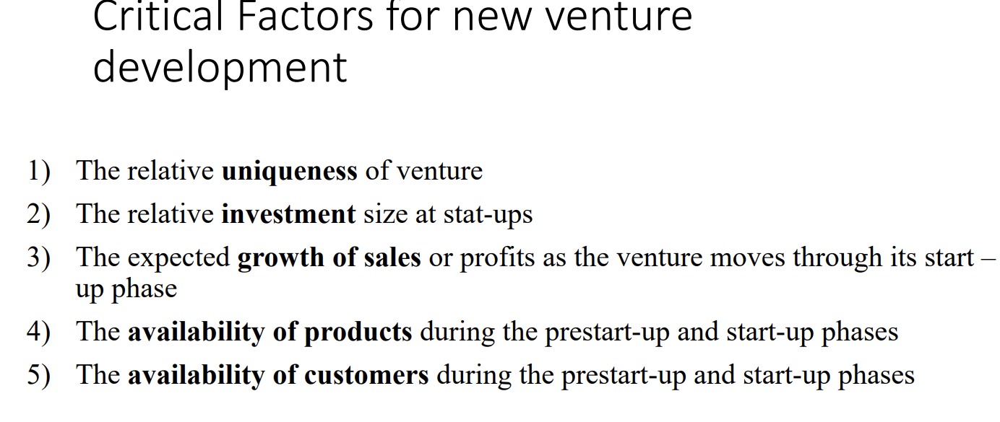 Critical Factors for new venture
development
1) The relative uniqueness of venture
2) The relative investment size at stat-ups
3) The expected growth of sales or profits as the venture moves through its start –
up phase
4) The availability of products during the prestart-up and start-up phases
5) The availability of customers during the prestart-up and start-up phases